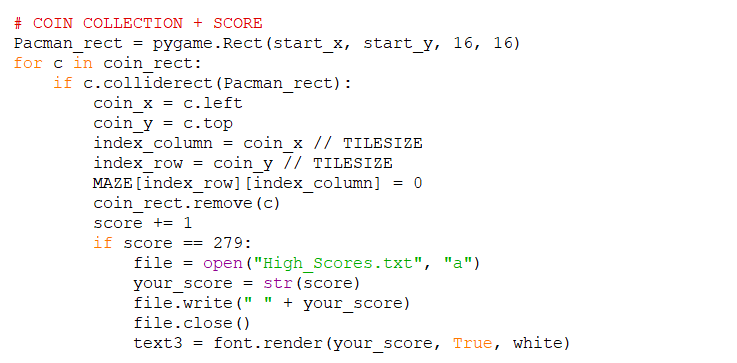 # COIN COLLECTION + SCORE
Pacman_rect = pygame.Rect(start_x, start_y, 16, 16)
for c in coin_rect:
    if c.colliderect(Pacman_rect):
        coin_x = c.left
        coin_y = c.top
        index_column = coin_x // TILESIZE
        index_row = coin_y // TILESIZE
        MAZE[index_row][index_column] = 0
        coin_rect.remove(c)
        score += 1
        if score == 279:
            file = open("High_Scores.txt", "a")
            your_score = str(score)
            file.write(" " + your_score)
            file.close()
            text3 = font.render(your_score, True, white)